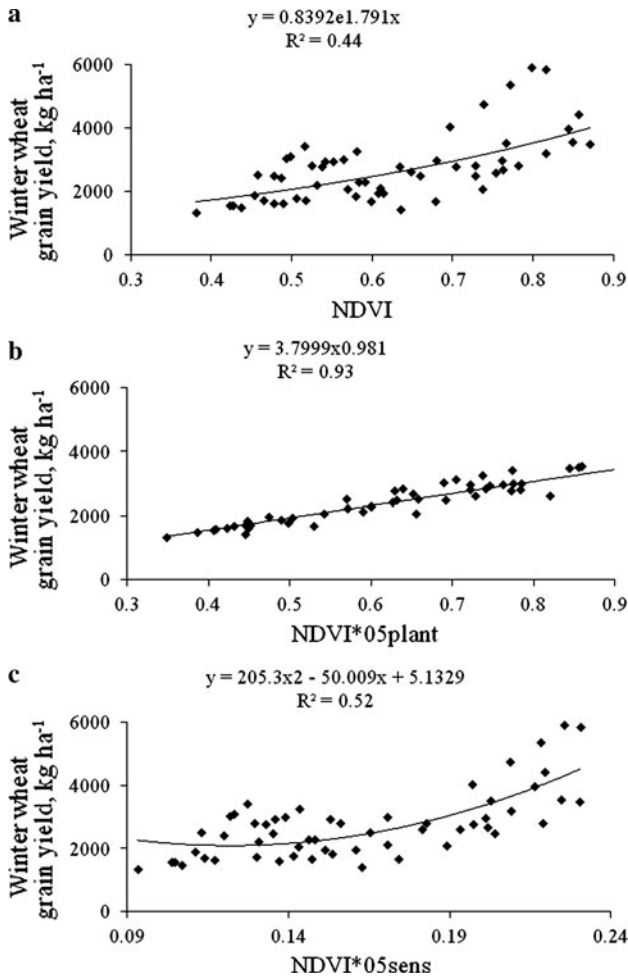 a
y = 0.8392e1.791x
R² = 0.44
Winter wheat
grain yield, kg ha⁻¹
6000
4000
2000
0
0.3 0.4 0.5 0.6 0.7 0.8 0.9
NDVI
b
y = 3.7999x0.981
R² = 0.93
Winter wheat
grain yield, kg ha⁻¹
6000
4000
2000
0
0.3 0.4 0.5 0.6 0.7 0.8 0.9
NDVI*05plant
c
y = 205.3x2 - 50.009x + 5.1329
R² = 0.52
Winter wheat
grain yield, kg ha⁻¹
6000
4000
2000
0
0.09 0.14 0.19 0.24
NDVI*05sens